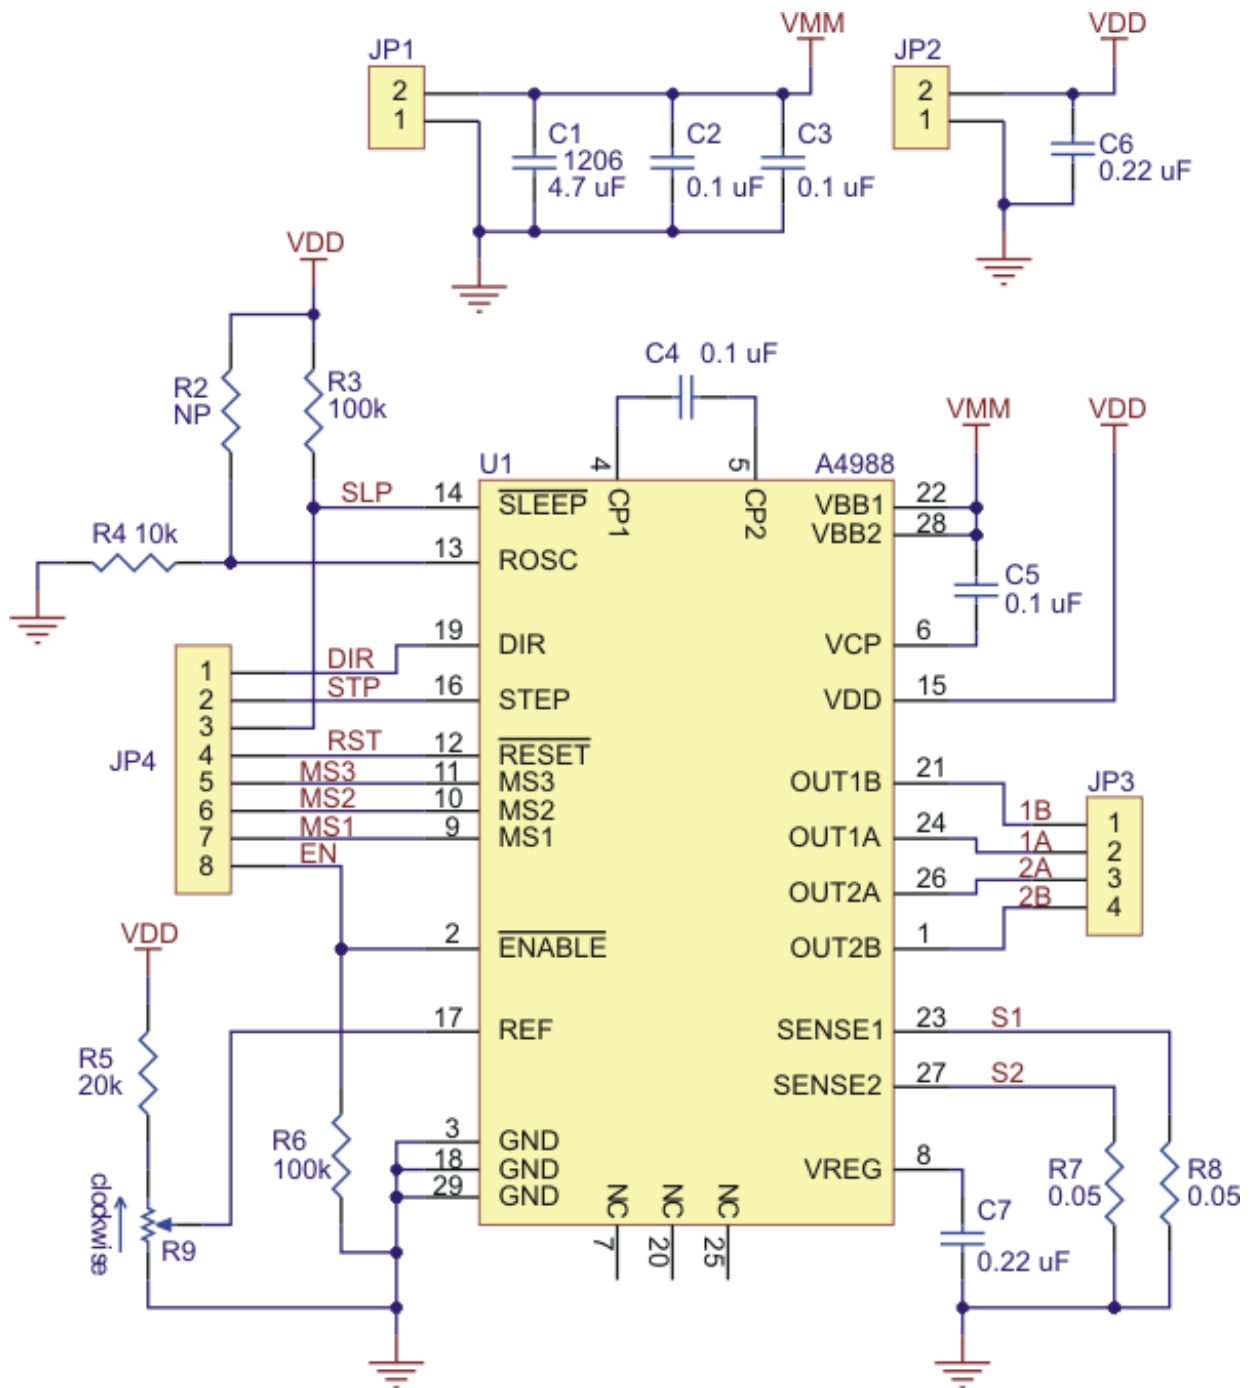 VMM
JP1
2
1
C1
1206
4.7 uF
C2
0.1 uF
C3
0.1 uF
VDD
JP2
2
1
C6
0.22 uF
VDD
R2
NP
R3
100k
C4 0.1 uF
VMM
VDD
U1
A4988
4
5
CP1
CP2
SLP
14
SLEEP
R4 10k
13
ROSC
DIR
19
DIR
STP
16
STEP
RST
12
RESET
MS3
11
MS3
MS2
10
MS2
MS1
9
MS1
EN
JP4
1
2
3
4
5
6
7
8
2
ENABLE
17
REF
3
GND
18
GND
29
GND
VBB1
22
VBB2
28
C5
0.1 uF
VCP
6
VDD
15
OUT1B
21
OUT1A
24
OUT2A
26
OUT2B
1
JP3
1B
1A
2A
2B
1
2
3
4
SENSE1
23
S1
SENSE2
27
S2
VREG
8
C7
0.22 uF
R7
0.05
R8
0.05
VDD
R5
20k
R6
100k
clockwise
R9
NC
NC
NC
7
20
25